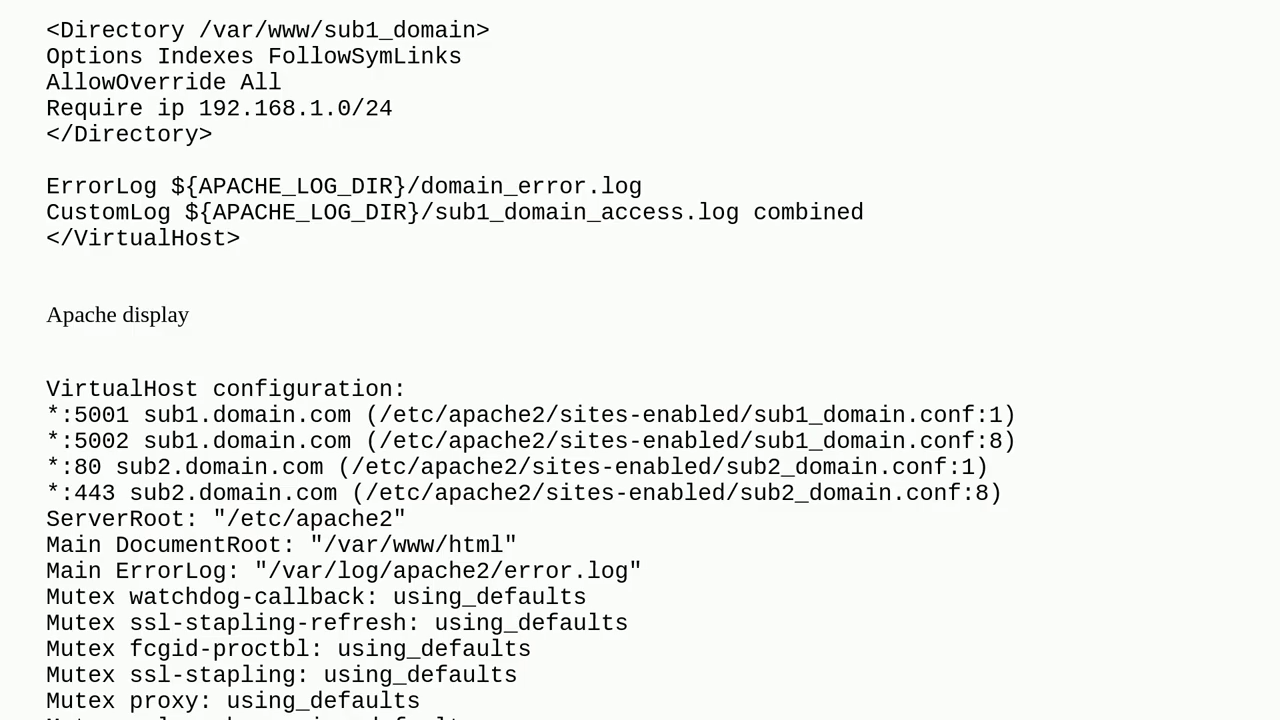 <Directory /var/www/sub1_domain>
Options Indexes FollowSymLinks
AllowOverride All
Require ip 192.168.1.0/24
</Directory>
ErrorLog ${APACHE_LOG_DIR}/domain_error.log
CustomLog ${APACHE_LOG_DIR}/sub1_domain_access.log combined
</VirtualHost>
Apache display
VirtualHost configuration:
*:5001 sub1.domain.com (/etc/apache2/sites-enabled/sub1_domain.conf:1)
*:5002 sub1.domain.com (/etc/apache2/sites-enabled/sub1_domain.conf:8)
*:80 sub2.domain.com (/etc/apache2/sites-enabled/sub2_domain.conf:1)
*:443 sub2.domain.com (/etc/apache2/sites-enabled/sub2_domain.conf:8)
ServerRoot: "/etc/apache2"
Main DocumentRoot: "/var/www/html"
Main ErrorLog: "/var/log/apache2/error.log"
Mutex watchdog-callback: using_defaults
Mutex ssl-stapling-refresh: using_defaults
Mutex fcgid-proctbl: using_defaults
Mutex ssl-stapling: using_defaults
Mutex proxy: using_defaults